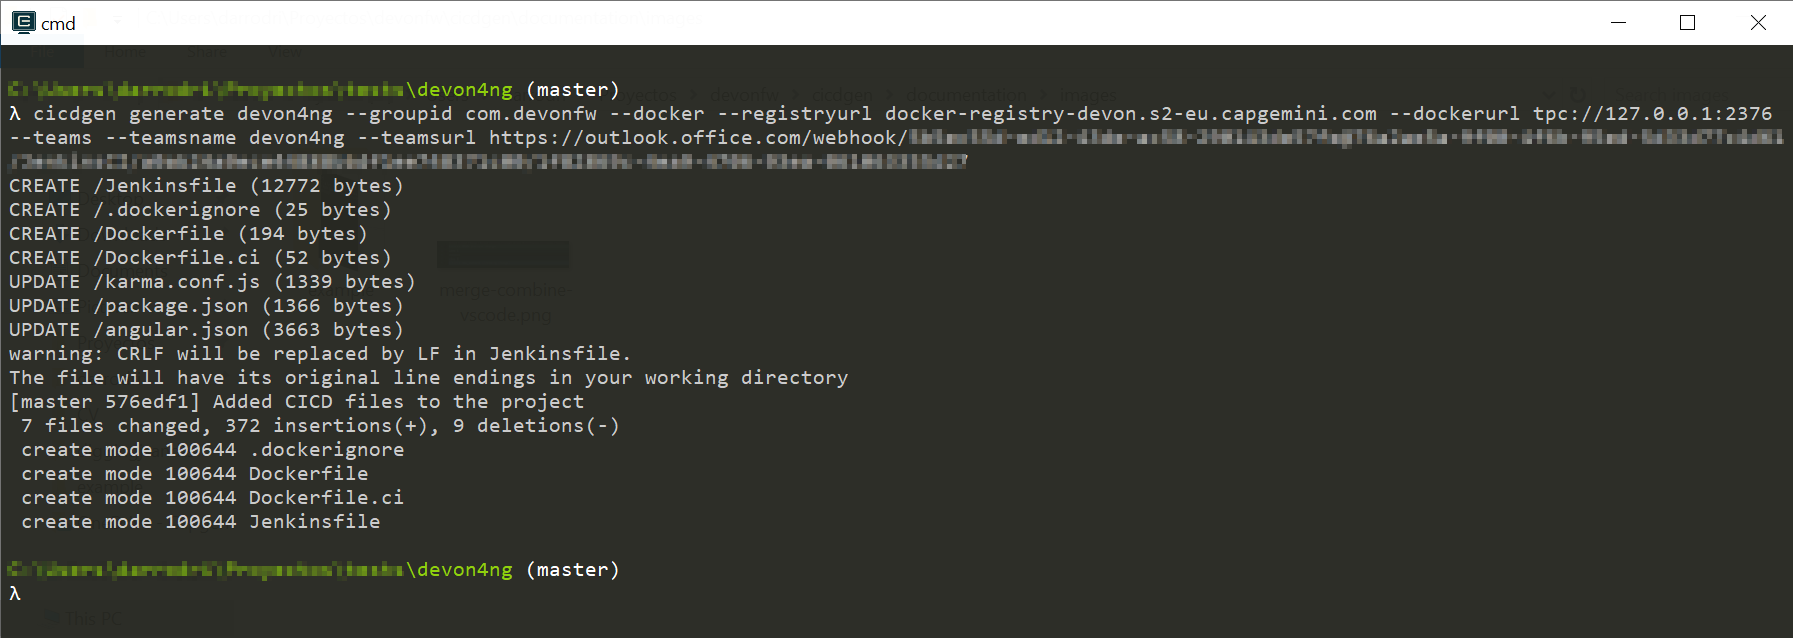 cmd
\devon4ng (master)
λ cicdgen generate devon4ng --groupid com.devonfw --docker --registryurl docker-registry-devon.s2-eu.capgemini.com --dockerurl tpc://127.0.0.1:2376
--teams --teamsname devon4ng --teamsurl https://outlook.office.com/webhook/
CREATE /Jenkinsfile (12772 bytes)
CREATE /.dockerignore (25 bytes)
CREATE /Dockerfile (194 bytes)
CREATE /Dockerfile.ci (52 bytes)
UPDATE /karma.conf.js (1339 bytes)
UPDATE /package.json (1366 bytes)
UPDATE /angular.json (3663 bytes)
warning: CRLF will be replaced by LF in Jenkinsfile.
The file will have its original line endings in your working directory
[master 576edf1] Added CICD files to the project
 7 files changed, 372 insertions(+), 9 deletions(-)
 create mode 100644 .dockerignore
 create mode 100644 Dockerfile
 create mode 100644 Dockerfile.ci
 create mode 100644 Jenkinsfile
\devon4ng (master)
λ